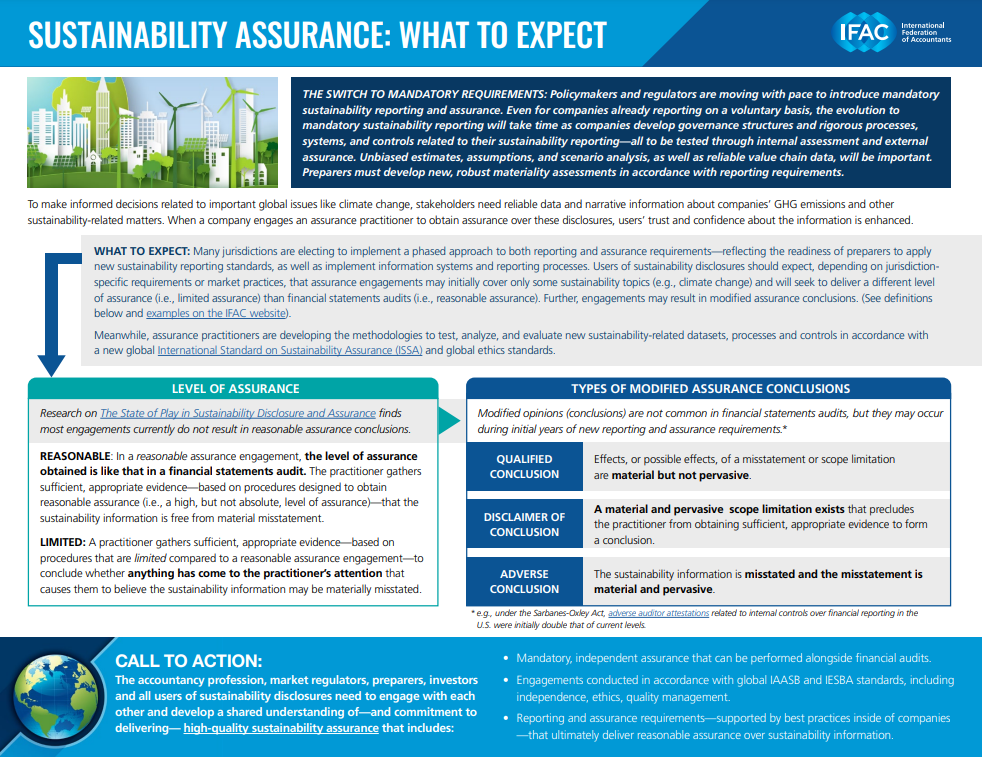 SUSTAINABILITY ASSURANCE: WHAT TO EXPECT
IFAC
International
Federation
of Accountants
THE SWITCH TO MANDATORY REQUIREMENTS: Policymakers and regulators are moving with pace to introduce mandatory
sustainability reporting and assurance. Even for companies already reporting on a voluntary basis, the evolution to
mandatory sustainability reporting will take time as companies develop governance structures and rigorous processes,
systems, and controls related to their sustainability reporting—all to be tested through internal assessment and external
assurance. Unbiased estimates, assumptions, and scenario analysis, as well as reliable value chain data, will be important.
Preparers must develop new, robust materiality assessments in accordance with reporting requirements.
To make informed decisions related to important global issues like climate change, stakeholders need reliable data and narrative information about companies' GHG emissions and other
sustainability-related matters. When a company engages an assurance practitioner to obtain assurance over these disclosures, users' trust and confidence about the information is enhanced.
WHAT TO EXPECT: Many jurisdictions are electing to implement a phased approach to both reporting and assurance requirements—reflecting the readiness of preparers to apply
new sustainability reporting standards, as well as implement information systems and reporting processes. Users of sustainability disclosures should expect, depending on jurisdiction-
specific requirements or market practices, that assurance engagements may initially cover only some sustainability topics (e.g., climate change) and will seek to deliver a different level
of assurance (i.e., limited assurance) than financial statements audits (i.e., reasonable assurance). Further, engagements may result in modified assurance conclusions. (See definitions
below and examples on the IFAC website).
Meanwhile, assurance practitioners are developing the methodologies to test, analyze, and evaluate new sustainability-related datasets, processes and controls in accordance with
a new global International Standard on Sustainability Assurance (ISSA) and global ethics standards.
LEVEL OF ASSURANCE
Research on The State of Play in Sustainability Disclosure and Assurance finds
most engagements currently do not result in reasonable assurance conclusions.
REASONABLE: In a reasonable assurance engagement, the level of assurance
obtained is like that in a financial statements audit. The practitioner gathers
sufficient, appropriate evidence—based on procedures designed to obtain
reasonable assurance (i.e., a high, but not absolute, level of assurance)—that the
sustainability information is free from material misstatement.
LIMITED: A practitioner gathers sufficient, appropriate evidence—based on
procedures that are limited compared to a reasonable assurance engagement—to
conclude whether anything has come to the practitioner's attention that
causes them to believe the sustainability information may be materially misstated.
TYPES OF MODIFIED ASSURANCE CONCLUSIONS
Modified opinions (conclusions) are not common in financial statements audits, but they may occur
during initial years of new reporting and assurance requirements.*
QUALIFIED
CONCLUSION
Effects, or possible effects, of a misstatement or scope limitation
are material but not pervasive.
DISCLAIMER OF
CONCLUSION
A material and pervasive scope limitation exists that precludes
the practitioner from obtaining sufficient, appropriate evidence to form
a conclusion.
ADVERSE
CONCLUSION
The sustainability information is misstated and the misstatement is
material and pervasive.
* e.g., under the Sarbanes-Oxley Act, adverse auditor attestations related to internal controls over financial reporting in the
U.S. were initially double that of current levels.
CALL TO ACTION:
The accountancy profession, market regulators, preparers, investors
and all users of sustainability disclosures need to engage with each
other and develop a shared understanding of—and commitment to
delivering— high-quality sustainability assurance that includes:
• Mandatory, independent assurance that can be performed alongside financial audits.
• Engagements conducted in accordance with global IAASB and IESBA standards, including
independence, ethics, quality management.
• Reporting and assurance requirements—supported by best practices inside of companies
—that ultimately deliver reasonable assurance over sustainability information.